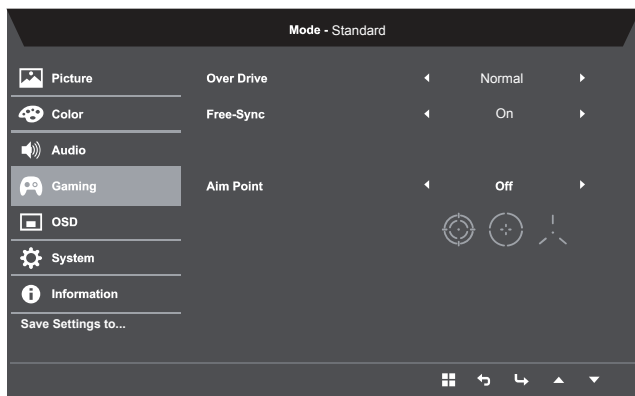 Mode - Standard
Picture
Over Drive Normal
Color
Free-Sync On
Audio
Gaming
Aim Point Off
OSD
System
Information
Save Settings to...